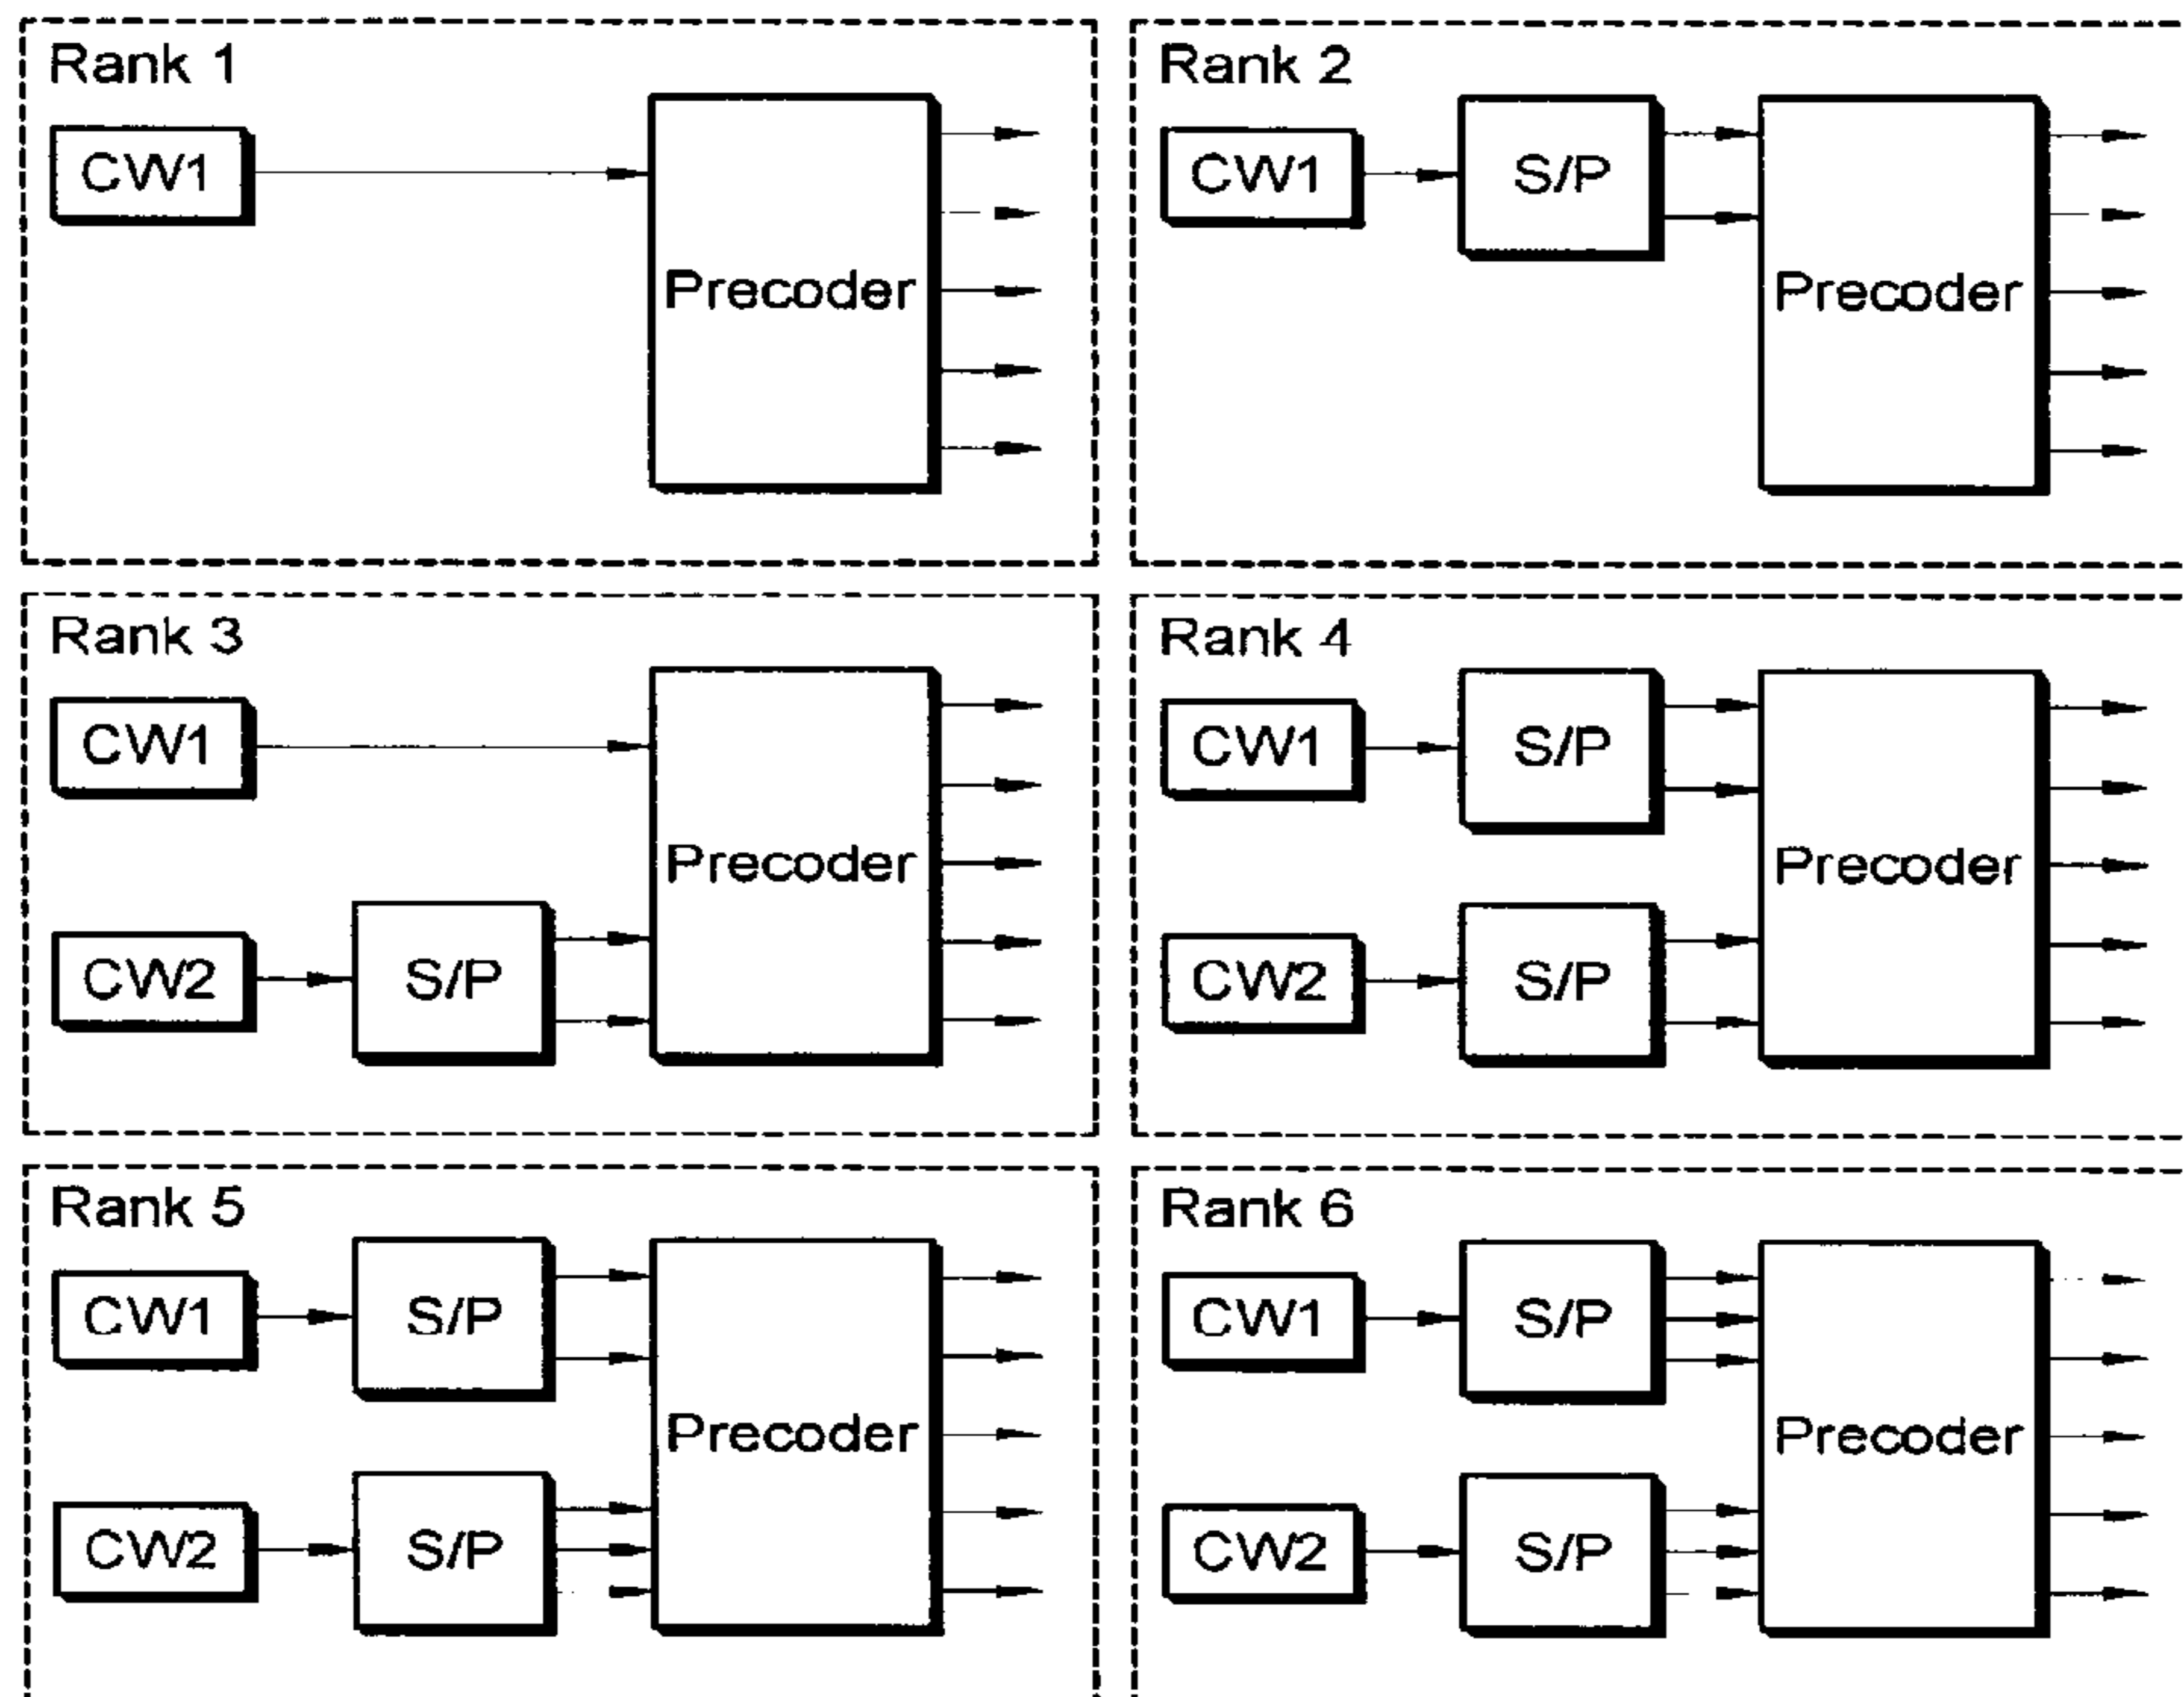 Rank 1
CW1
Precoder
Rank 2
CW1
S/P
Precoder
Rank 3
CW1
Precoder
CW2
S/P
Rank 4
CW1
S/P
Precoder
CW2
S/P
Rank 5
CW1
S/P
Precoder
CW2
S/P
Rank 6
CW1
S/P
Precoder
CW2
S/P